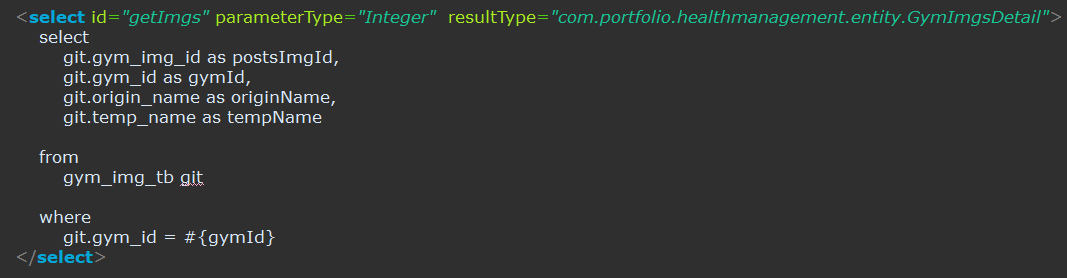 <select id="getImgs" parameterType="Integer"  resultType="com.portfolio.healthmanagement.entity.GymImgsDetail">
select
git.gym_img_id as postsImgId,
git.gym_id as gymId,
git.origin_name as originName,
git.temp_name as tempName
from
gym_img_tb git
where
git.gym_id = #{gymId}
</select>